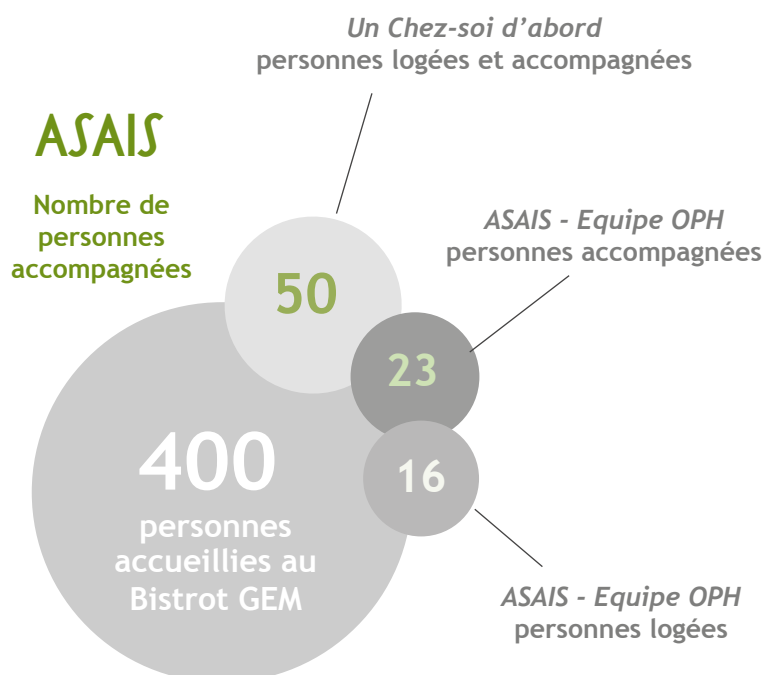 Un Chez-soi d’abord
personnes logées et accompagnées
ASAIS
Nombre de
personnes
accompagnées
ASAIS - Equipe OPH
personnes accompagnées
50
23
400
personnes
accueillies au
Bistrot GEM
16
ASAIS - Equipe OPH
personnes logées